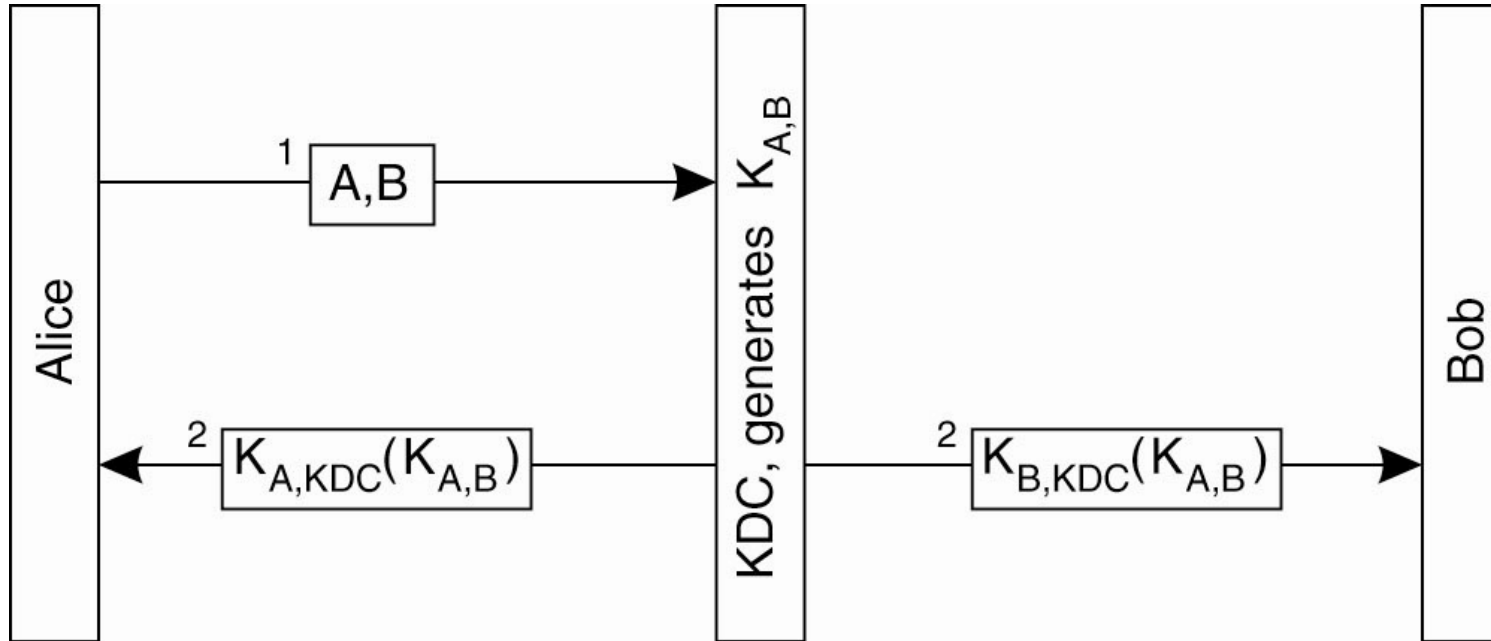 Alice
1
A,B
2
K_A,KDC(K_A,B)
KDC, generates K_A,B
2
K_B,KDC(K_A,B)
Bob